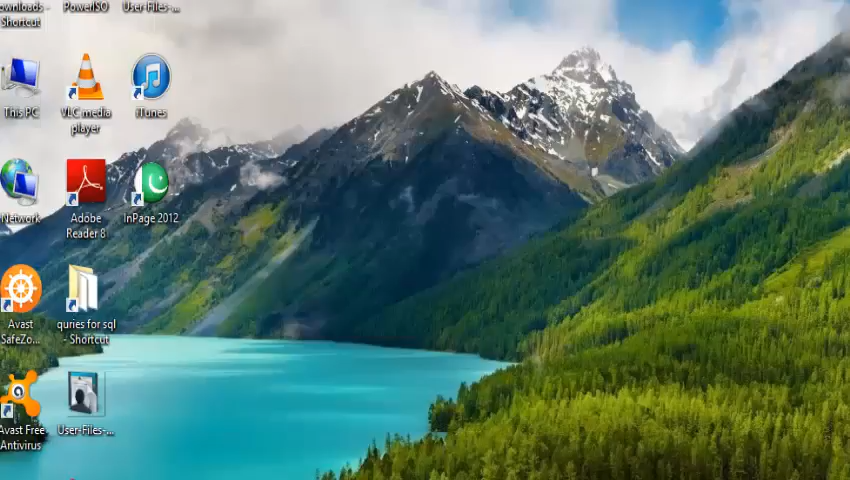 ownloads -
Shortcut
PowerISO
User-Files-...
This PC
VLC media
player
iTunes
Network
Adobe
Reader 8
InPage 2012
Avast
SafeZo...
quries for sql
- Shortcut
Avast Free
Antivirus
User-Files-...